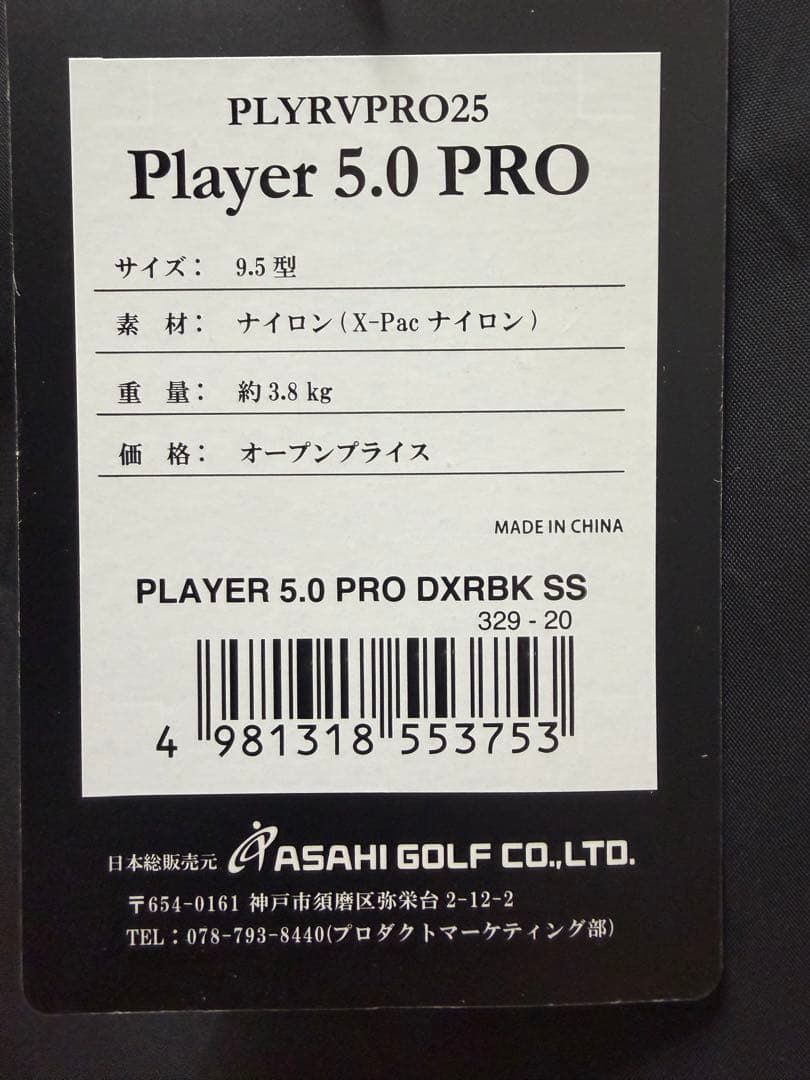 PLYRVPRO25
Player 5.0 PRO
サイズ： 9.5 型
素 材： ナイロン ( X-Pac ナイロン )
重 量： 約 3.8 kg
価 格： オープンプライス
MADE IN CHINA
PLAYER 5.0 PRO DXRBK SS
329 - 20
4 981318 553753
日本総販売元 ASAHI GOLF CO.,LTD.
〒654-0161 神戸市須磨区弥栄台 2-12-2
TEL：078-793-8440(プロダクトマーケティング部)